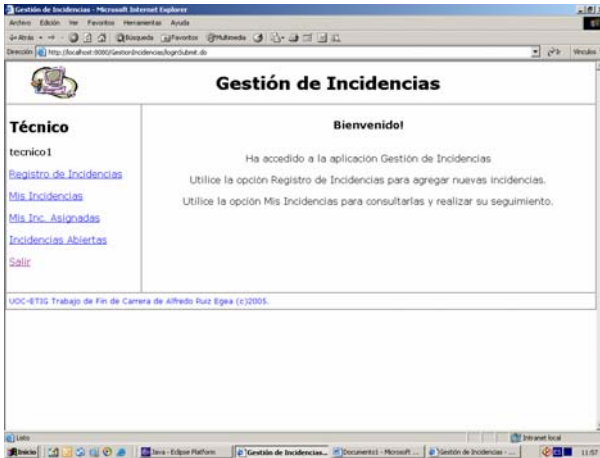 Gestión de Incidencias - Microsoft Internet Explorer
Archivo Edición Ver Favoritos Herramientas Ayuda
Atrás Búsqueda Favoritos Multimedia
Dirección http://localhost:8080/GestionIncidencias/loginSubmit.do Ir Vínculos
Gestión de Incidencias
Técnico
tecnico1
Registro de Incidencias
Mis Incidencias
Mis Inc. Asignadas
Incidencias Abiertas
Salir
Bienvenido!
Ha accedido a la aplicación Gestión de Incidencias
Utilice la opción Registro de Incidencias para agregar nuevas incidencias.
Utilice la opción Mis Incidencias para consultarlas y realizar su seguimiento.
UOC-ETIG Trabajo de Fin de Carrera de Alfredo Ruiz Egea (c)2005.
Listo Intranet local
Inicio Java - Eclipse Platform Gestión de Incidencias... Documento1 - Microsoft ... Gestión de Incidencias - ... 11:57